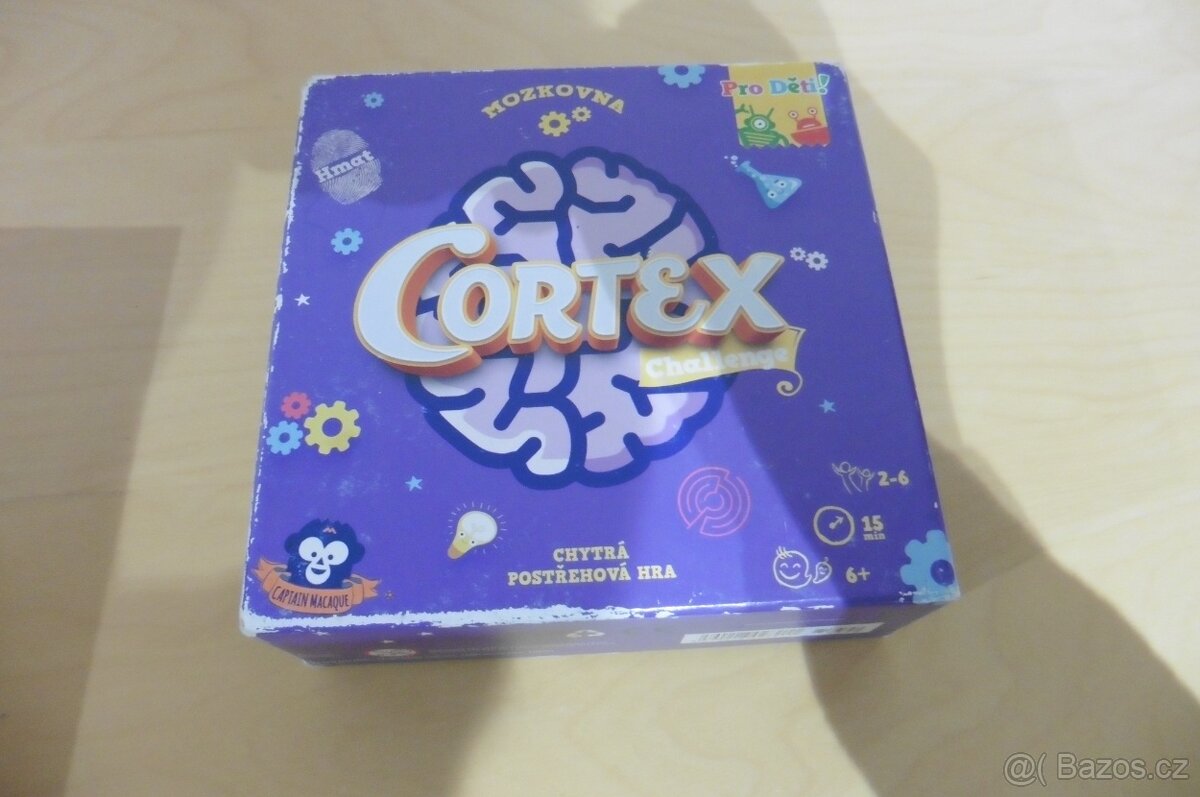 MOZKOVNA
Pro Děti!
Hmat
CORTEX
Challenge
2-6
15
min
6+
CHYTRÁ
POSTŘEHOVÁ HRA
CAPTAIN MACAQUE
@( Bazos.cz